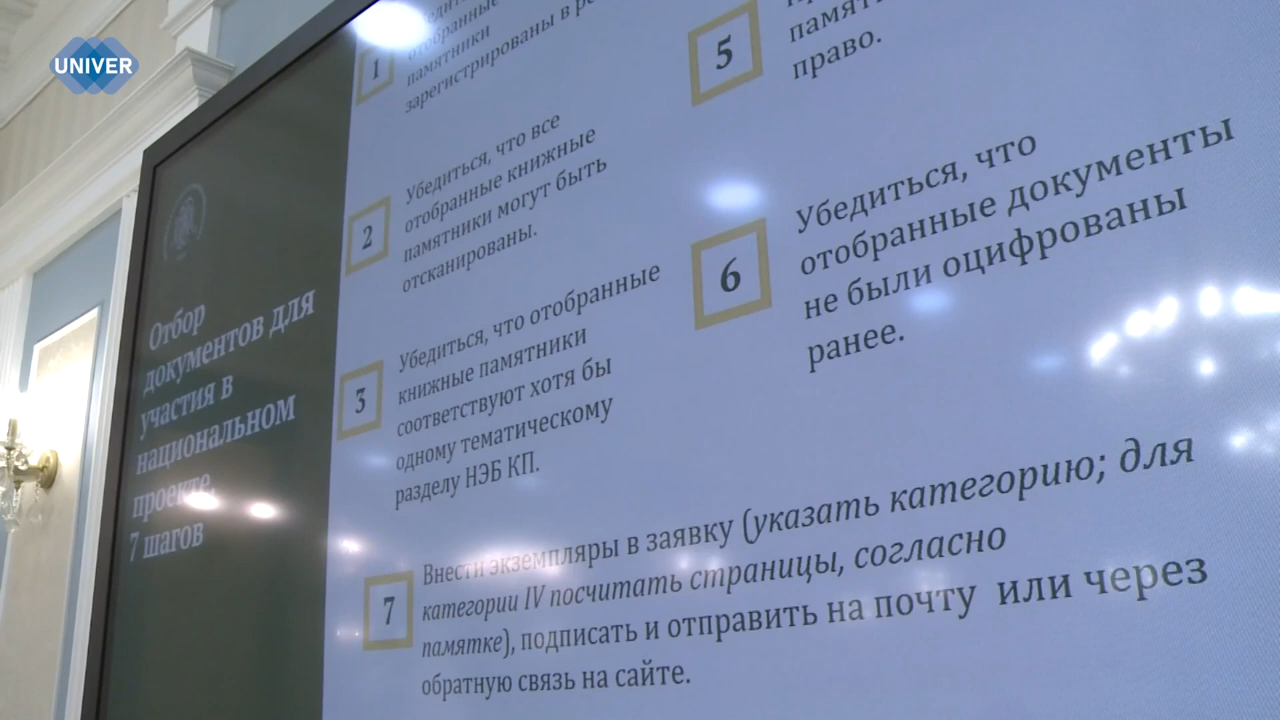 UNIVER
Отбор
документов для
участия в
национальном
проекте.
7 шагов
1
отобранные
памятники
зарегистрированы в
2
Убедиться, что все
отобранные книжные
памятники могут быть
отсканированы.
3
Убедиться, что отобранные
книжные памятники
соответствуют хотя бы
одному тематическому
разделу НЭБ КП.
5
право.
6
Убедиться, что
отобранные документы
не были оцифрованы
ранее.
7
Внести экземпляры в заявку (указать категорию; для
категории IV посчитать страницы, согласно
памятке), подписать и отправить на почту или через
обратную связь на сайте.